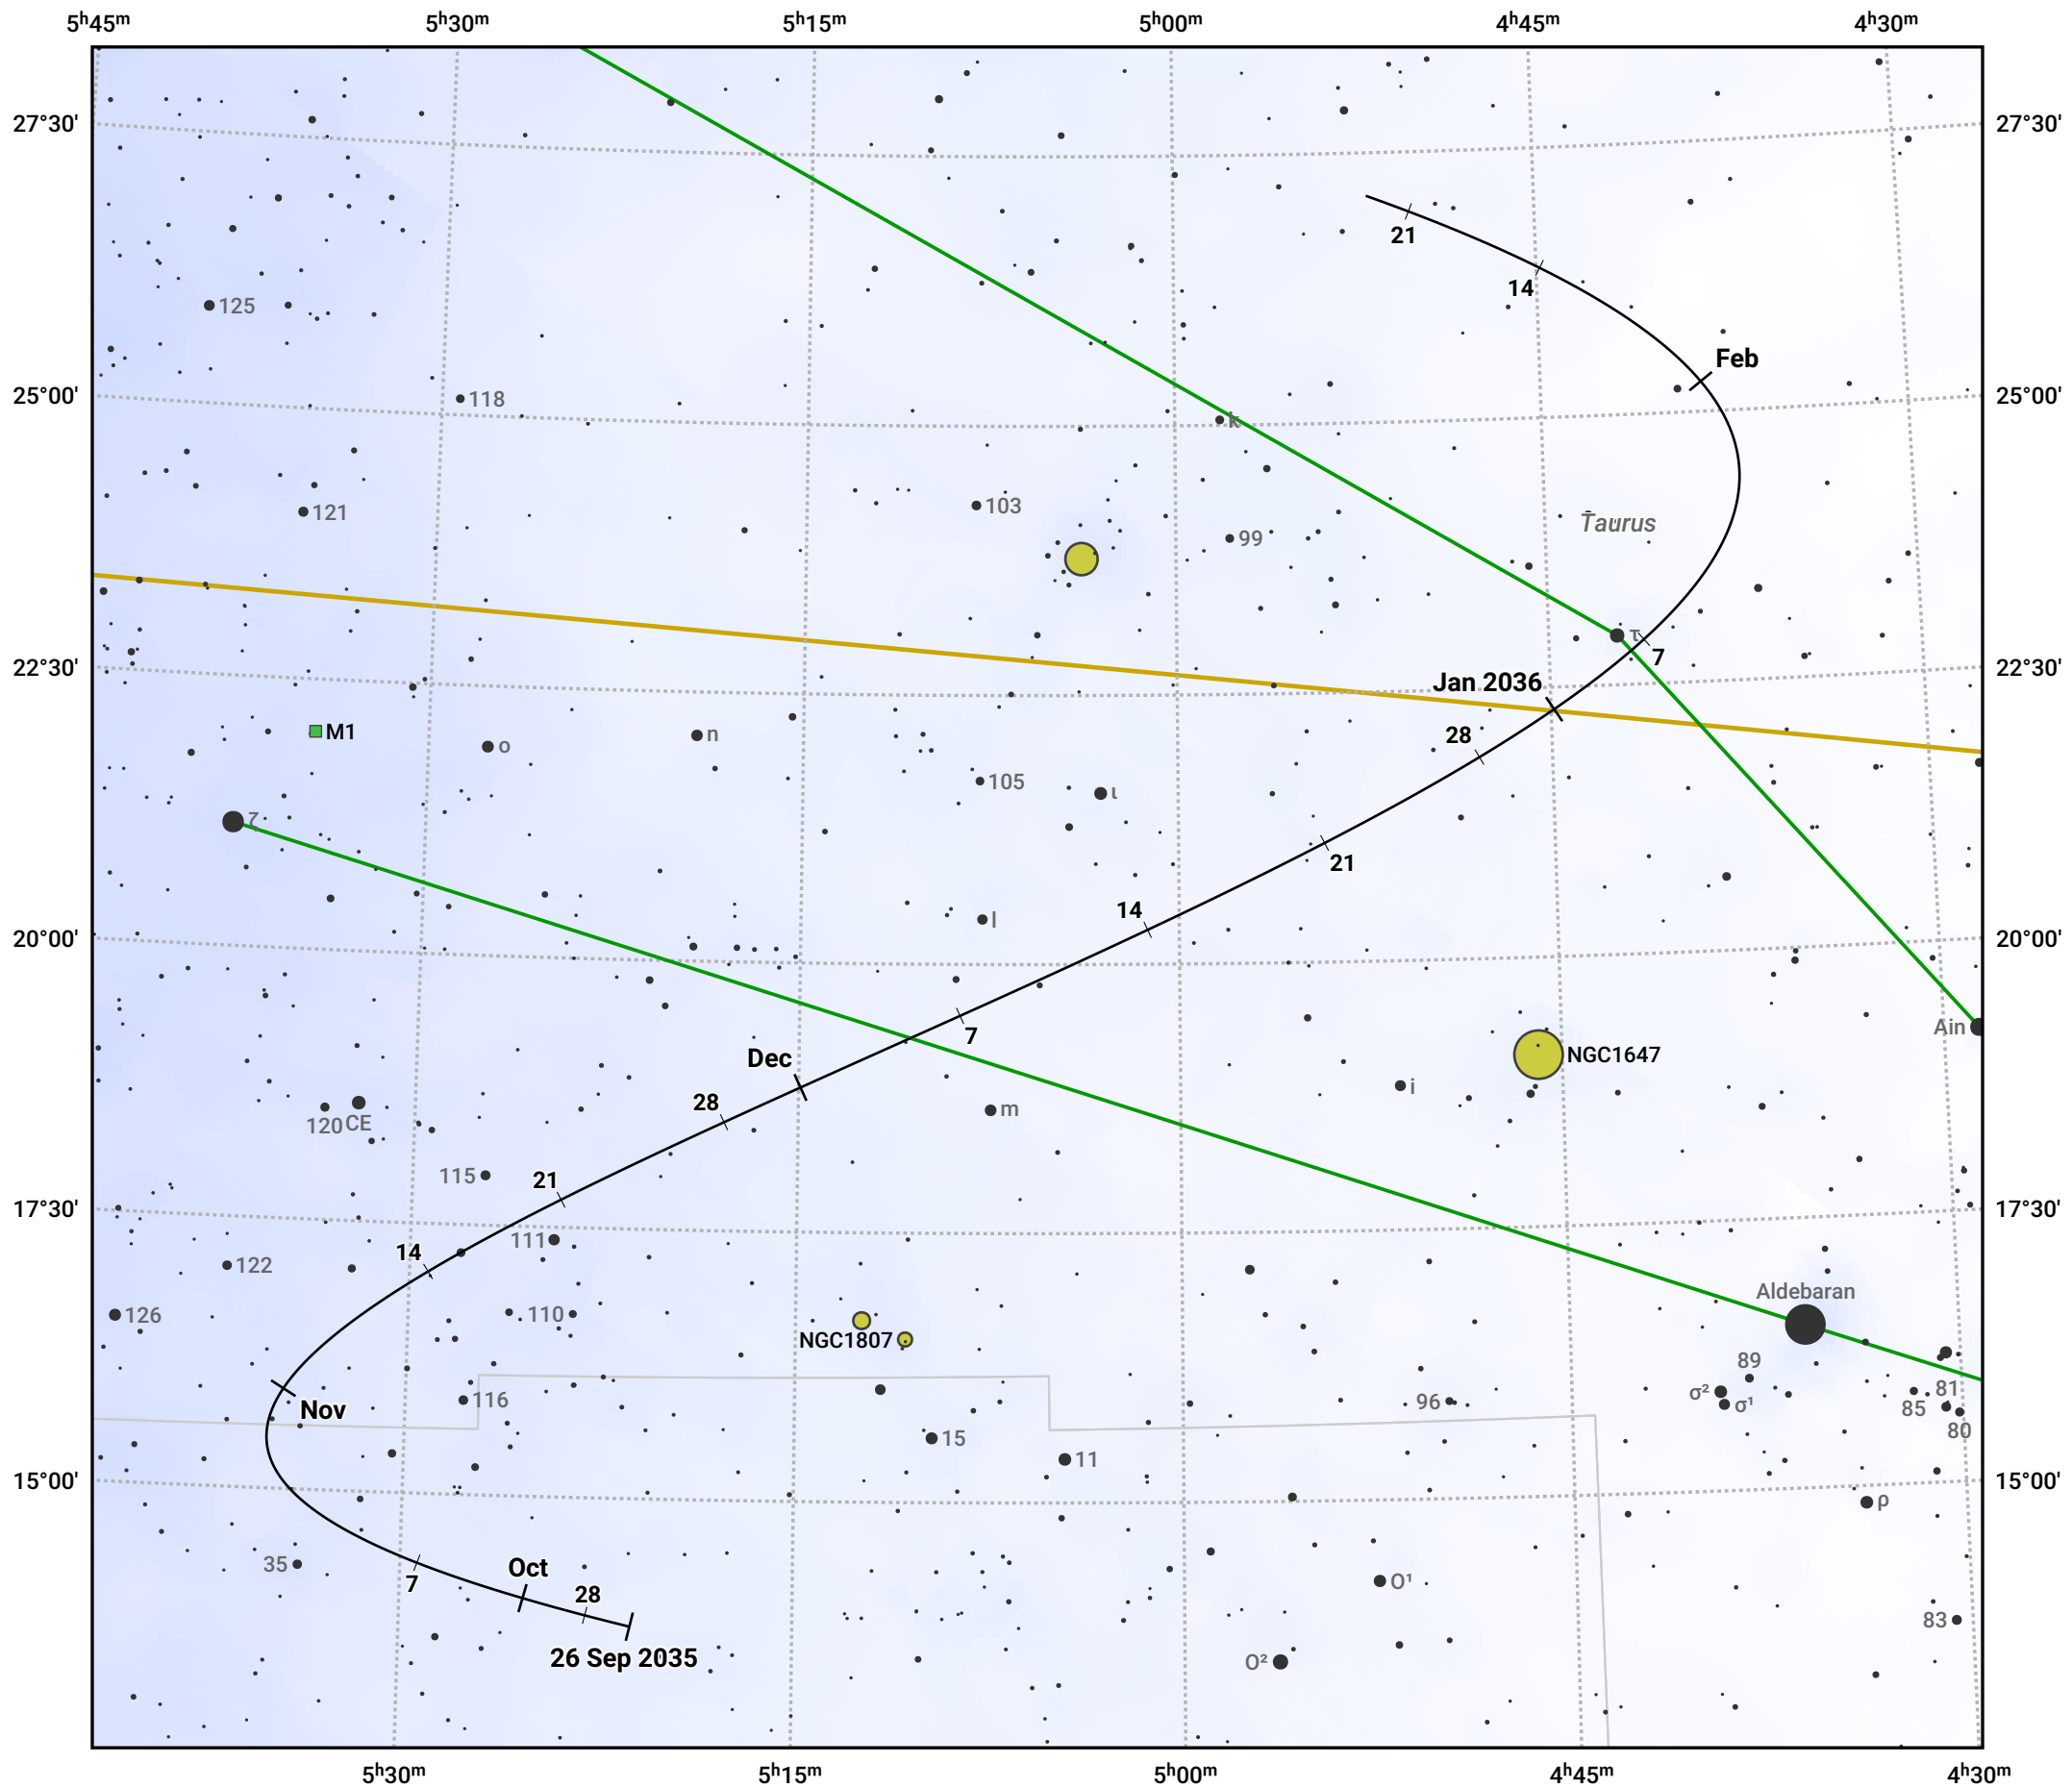 5ʰ45ᵐ 5ʰ30ᵐ 5ʰ15ᵐ 5ʰ00ᵐ 4ʰ45ᵐ 4ʰ30ᵐ
27°30' 27°30'
21
14
125
Feb
25°00' 118 k 25°00'
103
121 Taurus
99
τ
7
22°30' 22°30'
Jan 2036
M1 o n 28
105 ι
ζ
21
14
l
20°00' 20°00'
7 Ain
Dec NGC1647
28 i
m
120 CE
115 21
17°30' 17°30'
111
14
122
Aldebaran
126 110
NGC1807
89
81
σ² σ¹
116 96 85
Nov 80
15 11
15°00' 15°00'
ρ
35 Oct
7 28 O¹
83
26 Sep 2035 O²
5ʰ30ᵐ 5ʰ15ᵐ 5ʰ00ᵐ 4ʰ45ᵐ 4ʰ30ᵐ